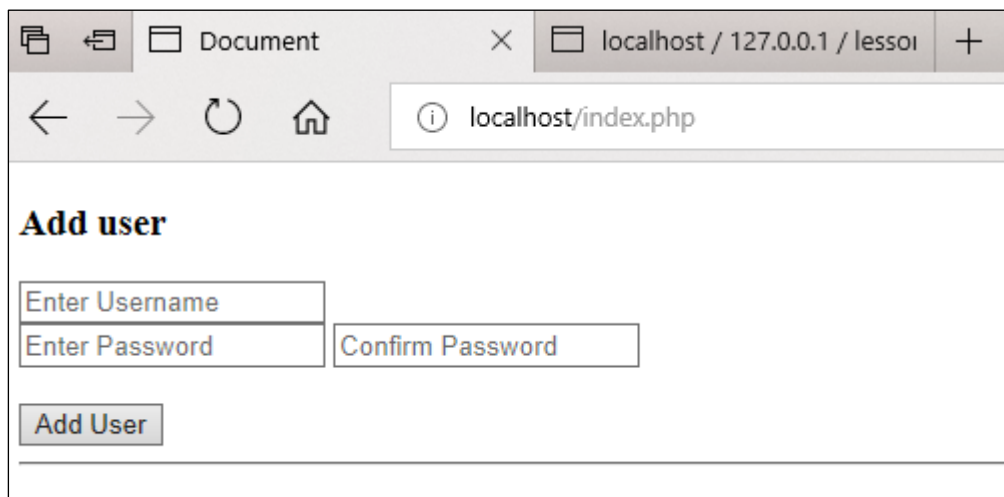 Document
localhost / 127.0.0.1 / lesson
localhost/index.php
Add user
Enter Username
Enter Password Confirm Password
Add User